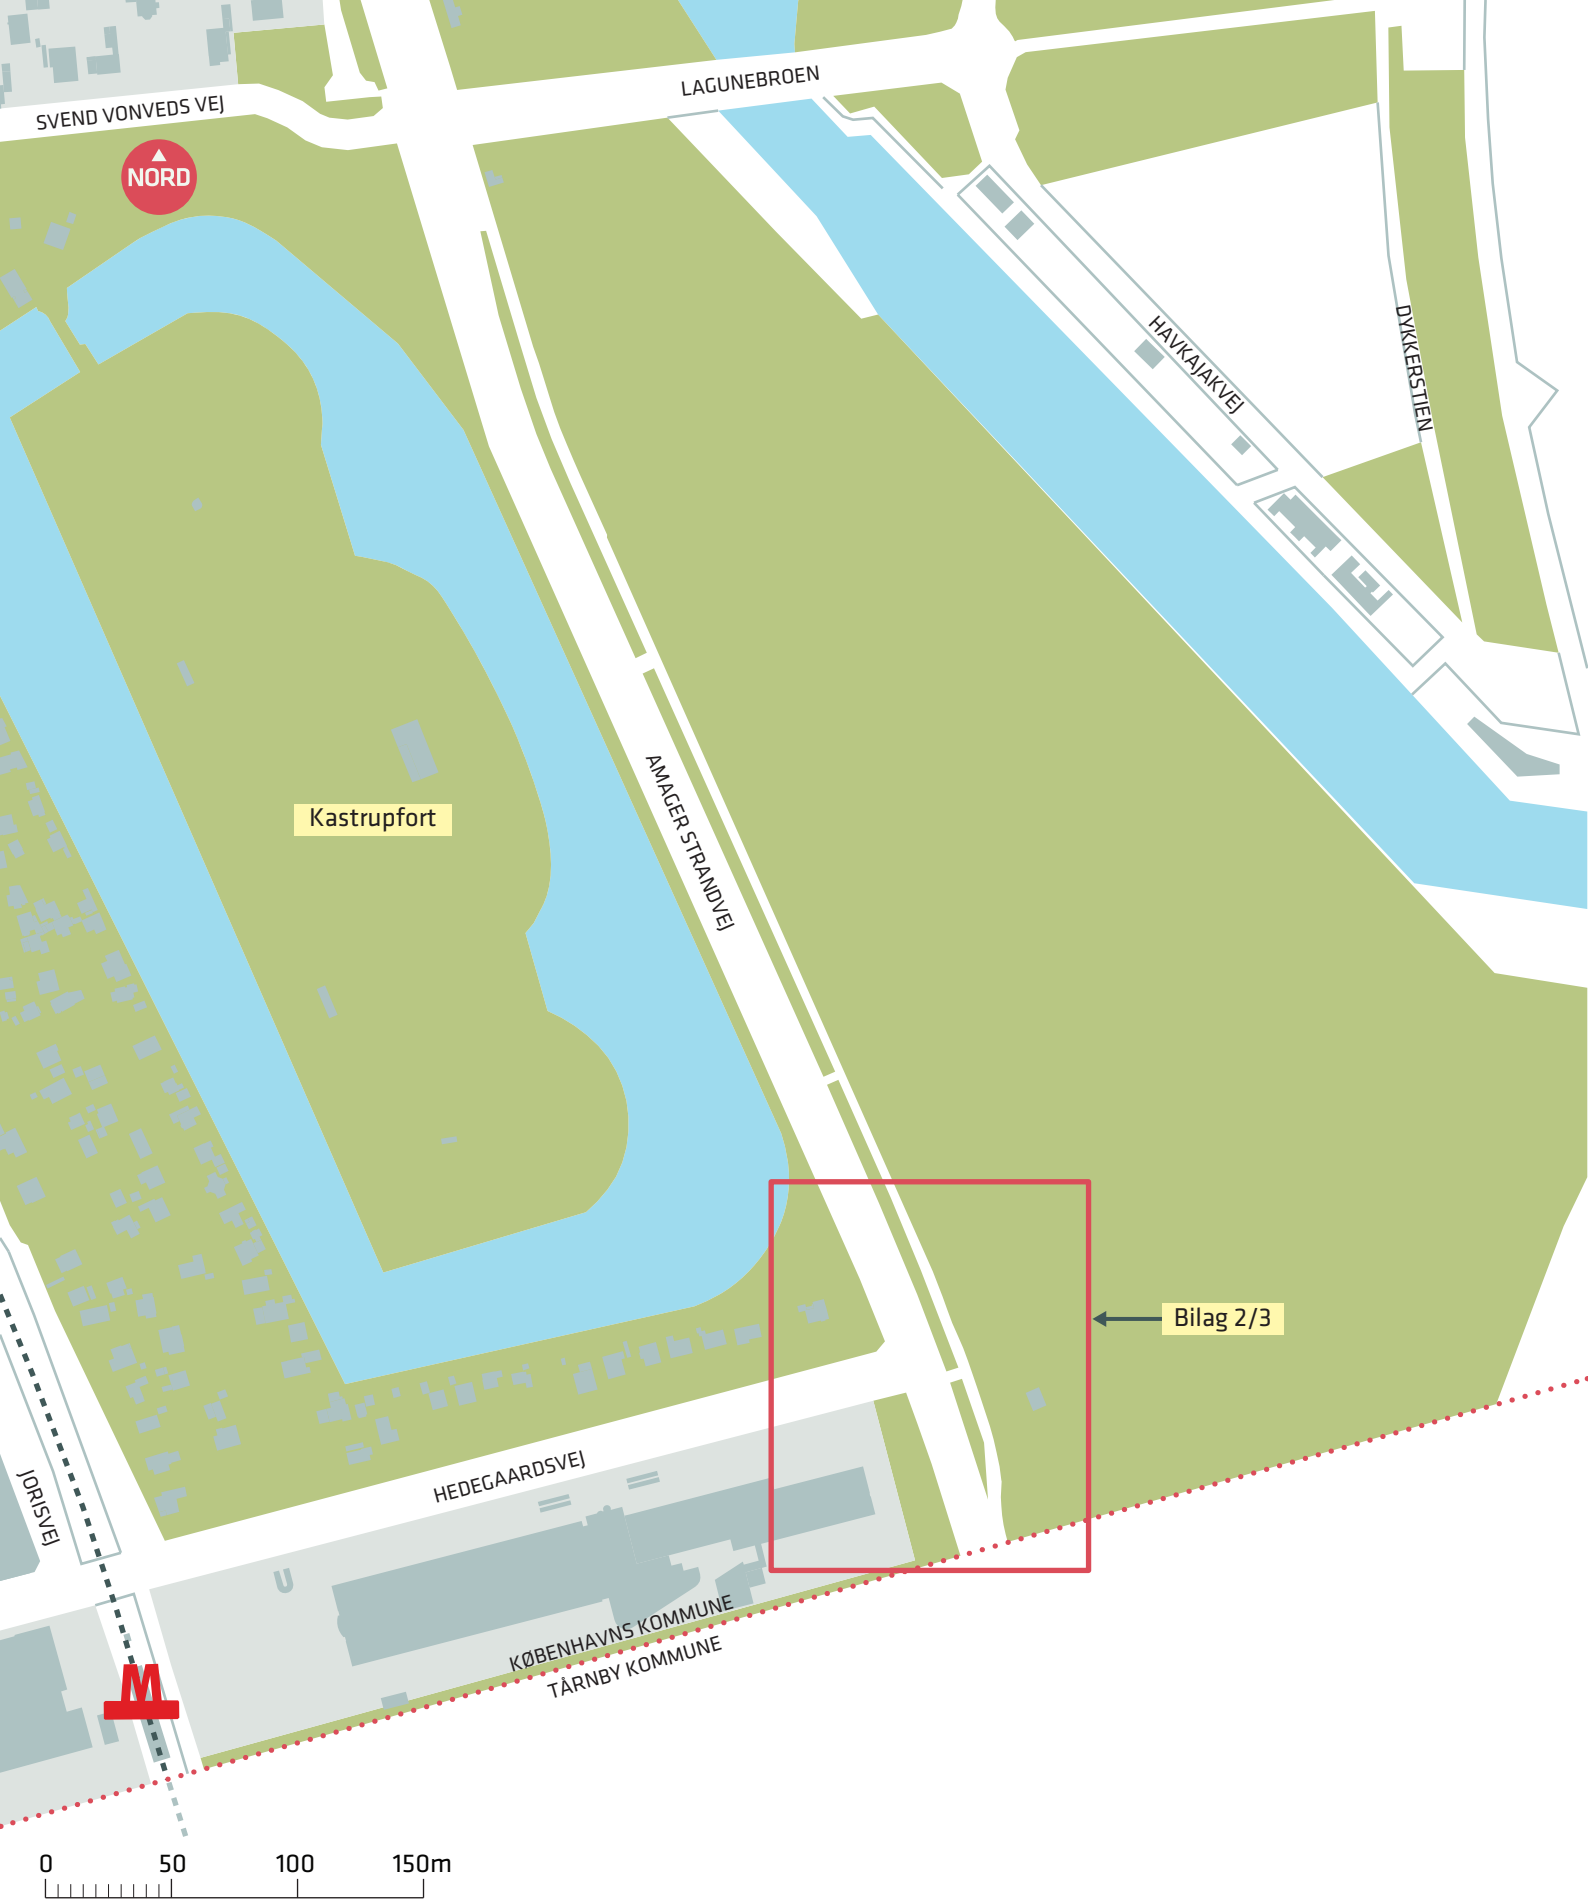 LAGUNEBROEN
SVEND VONVEDS VEJ
NORD
HAVKAJAKVEJ
DYKKERSTIEN
AMAGER STRANDVEJ
Kastrupfort
Bilag 2/3
HEDEGAARDSVEJ
JORISVEJ
KØBENHAVNS KOMMUNE
TÅRNBY KOMMUNE
M
0 50 100 150m